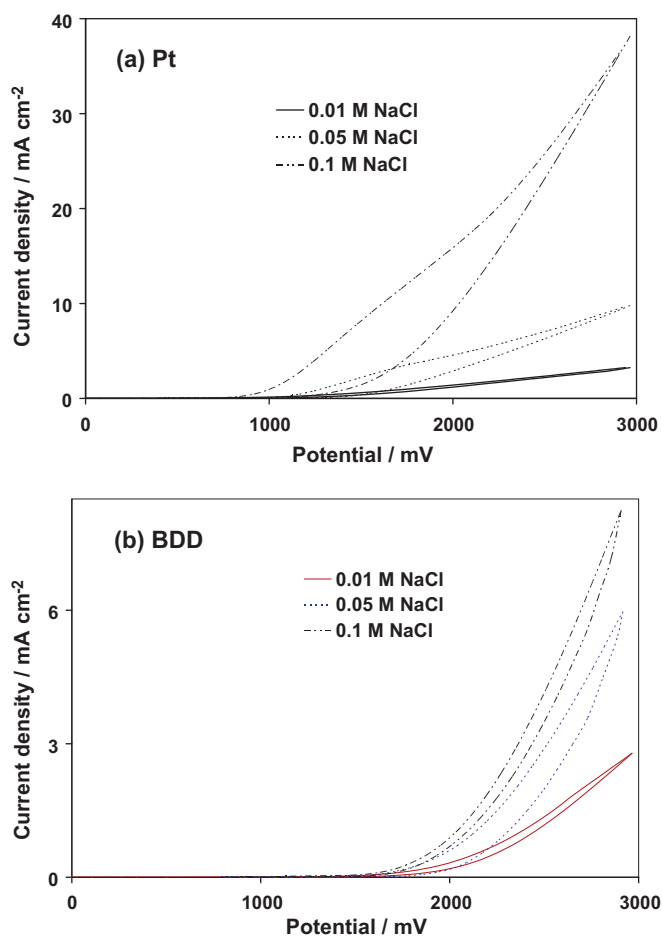 40
(a) Pt
30
0.01 M NaCl
0.05 M NaCl
0.1 M NaCl
20
10
0
Current density / mA cm-2
0 1000 2000 3000
Potential / mV
(b) BDD
0.01 M NaCl
0.05 M NaCl
0.1 M NaCl
6
3
0
Current density / mA cm-2
0 1000 2000 3000
Potential / mV